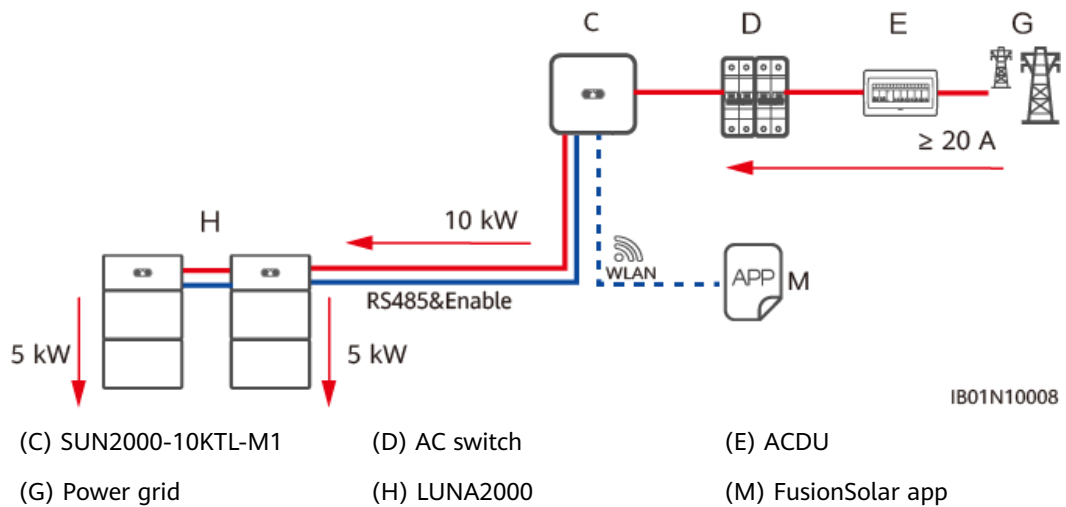 C D E G
≥ 20 A
H
10 kW
WLAN
APP M
RS485&Enable
5 kW 5 kW
IB01N10008
(C) SUN2000-10KTL-M1 (D) AC switch (E) ACDU
(G) Power grid (H) LUNA2000 (M) FusionSolar app